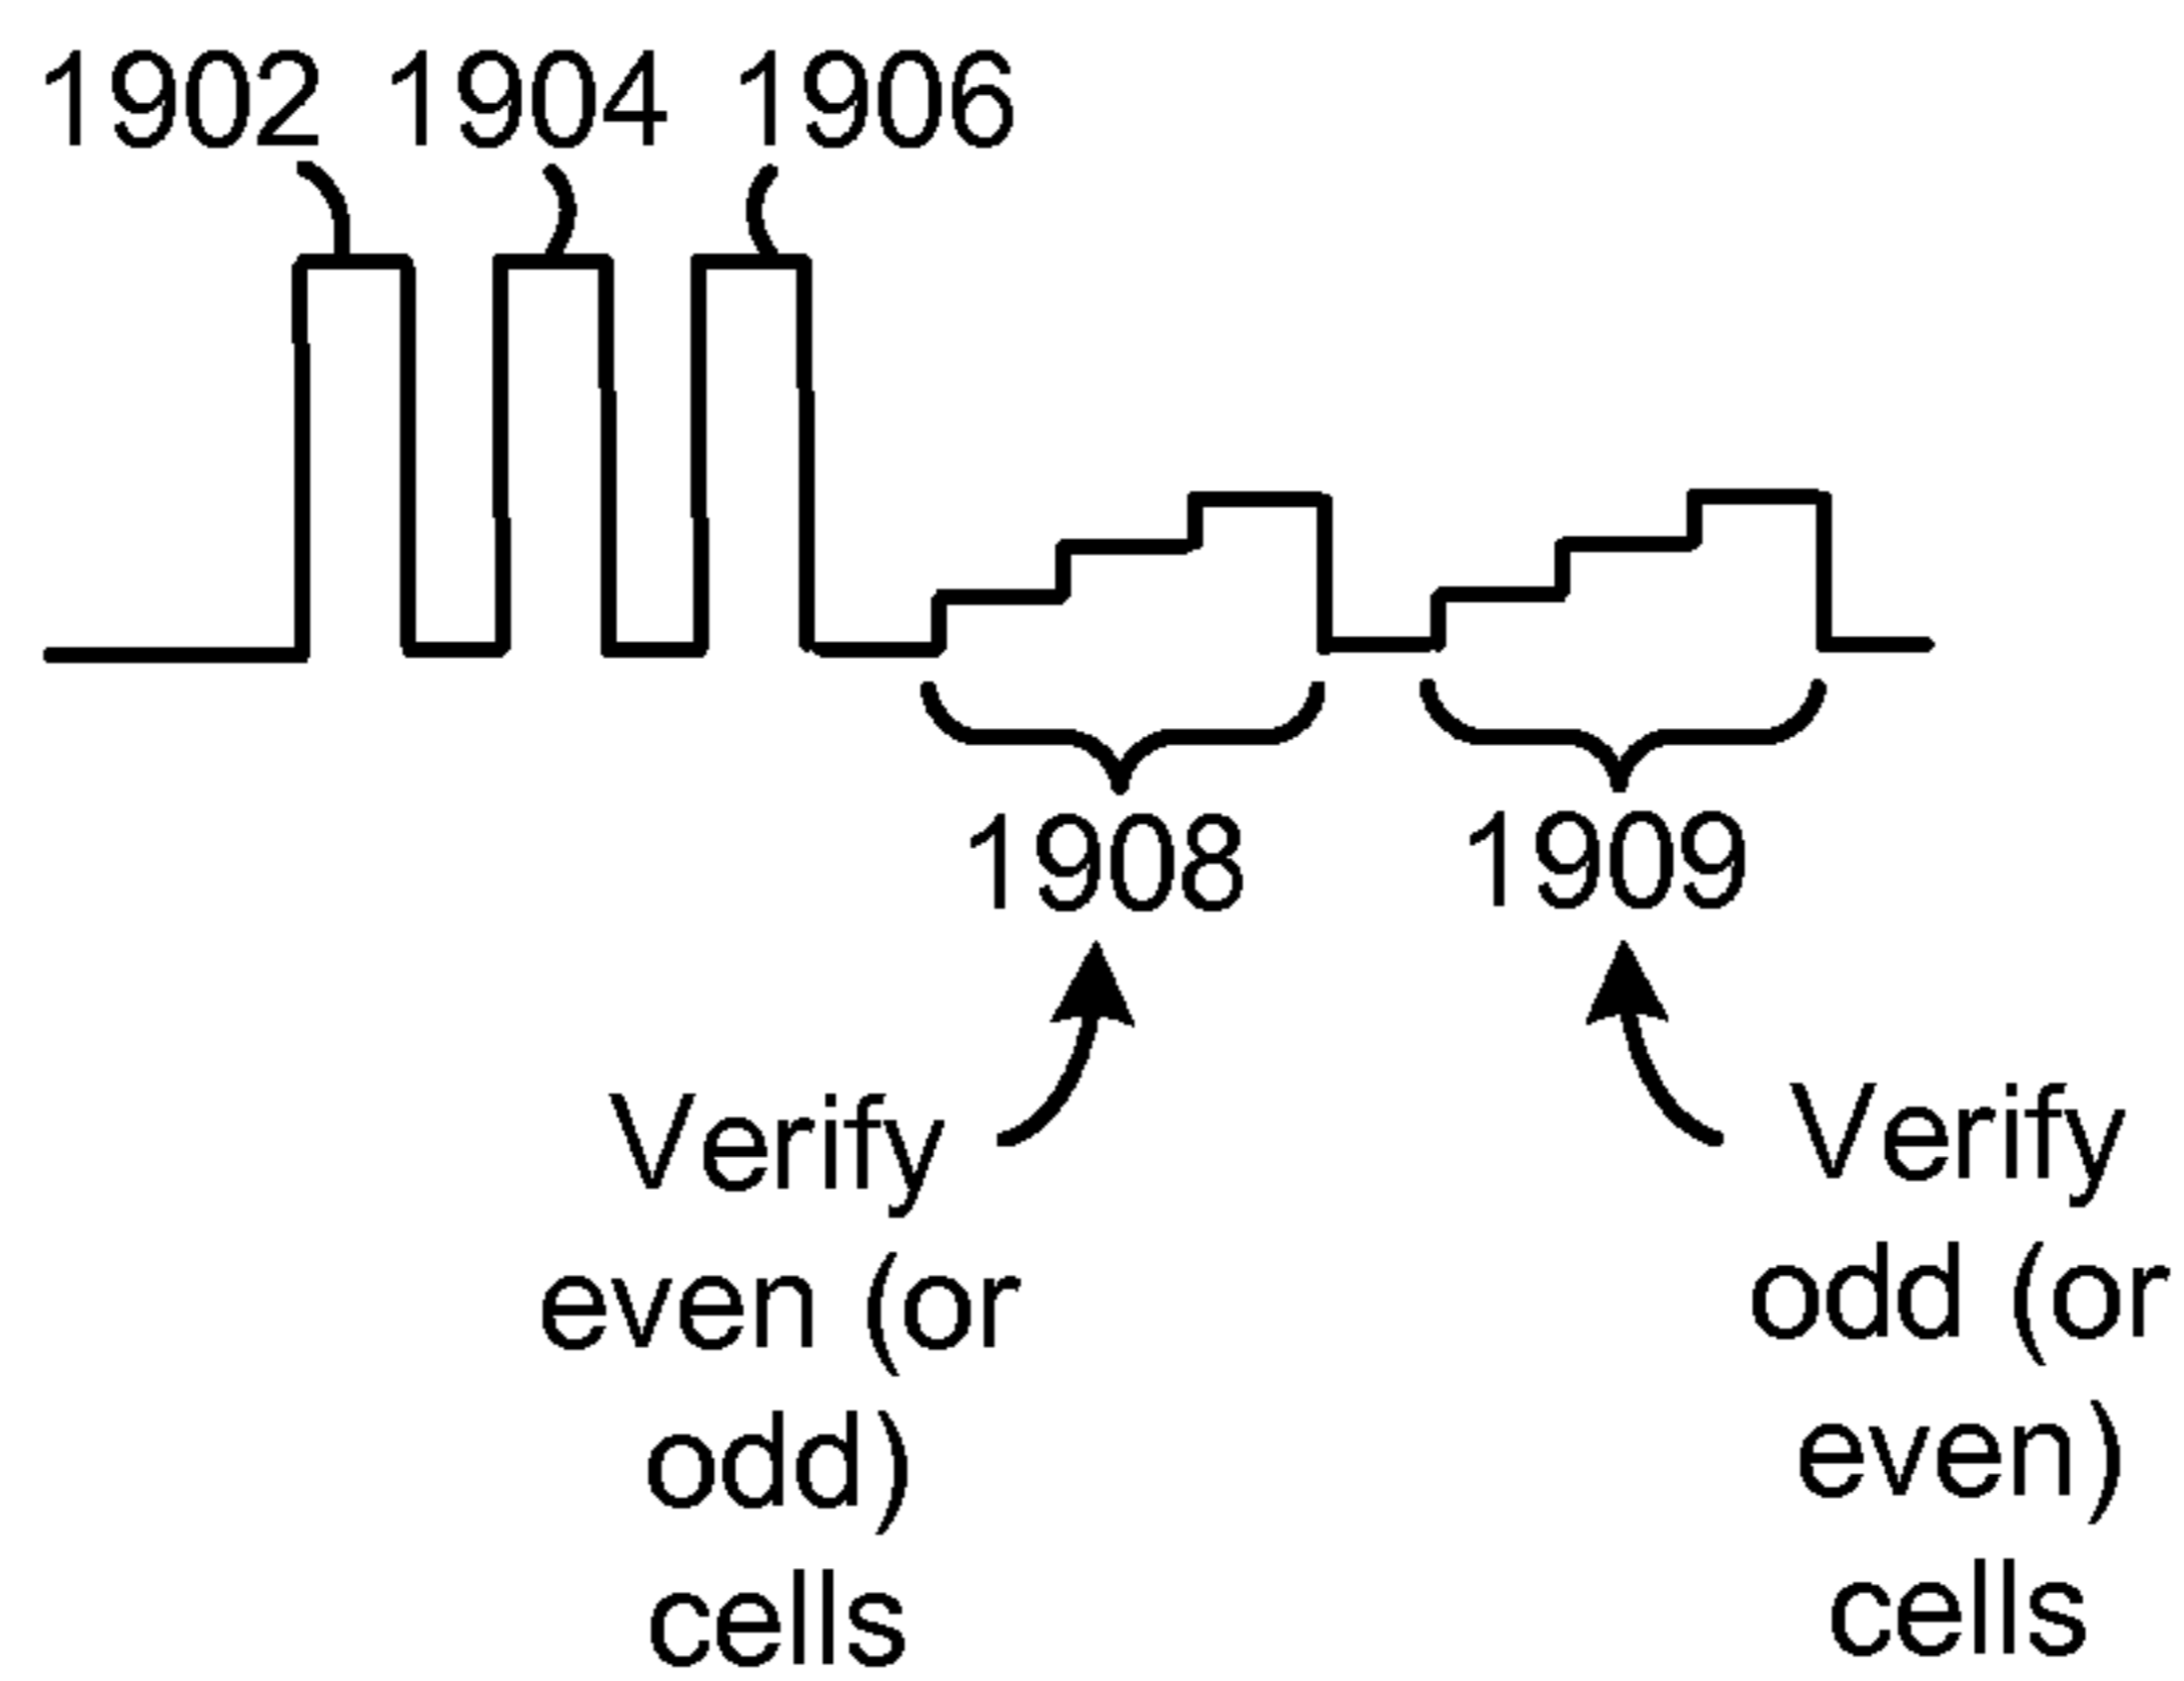 1902 1904 1906
1908
1909
Verify
even (or
odd)
cells
Verify
odd (or
even)
cells